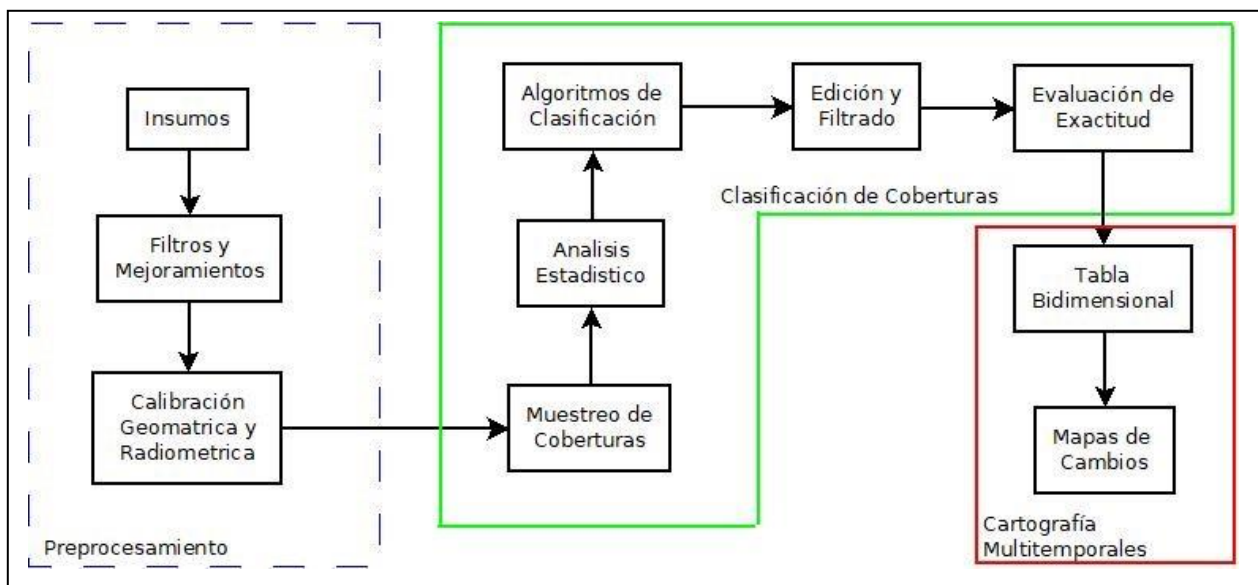 Insumos
Filtros y
Mejoramientos
Calibración
Geomatrica y
Radiometrica
Preprocesamiento
Muestreo de
Coberturas
Analisis
Estadistico
Algoritmos de
Clasificación
Edición y
Filtrado
Evaluación de
Exactitud
Clasificación de Coberturas
Tabla
Bidimensional
Mapas de
Cambios
Cartografía
Multitemporales